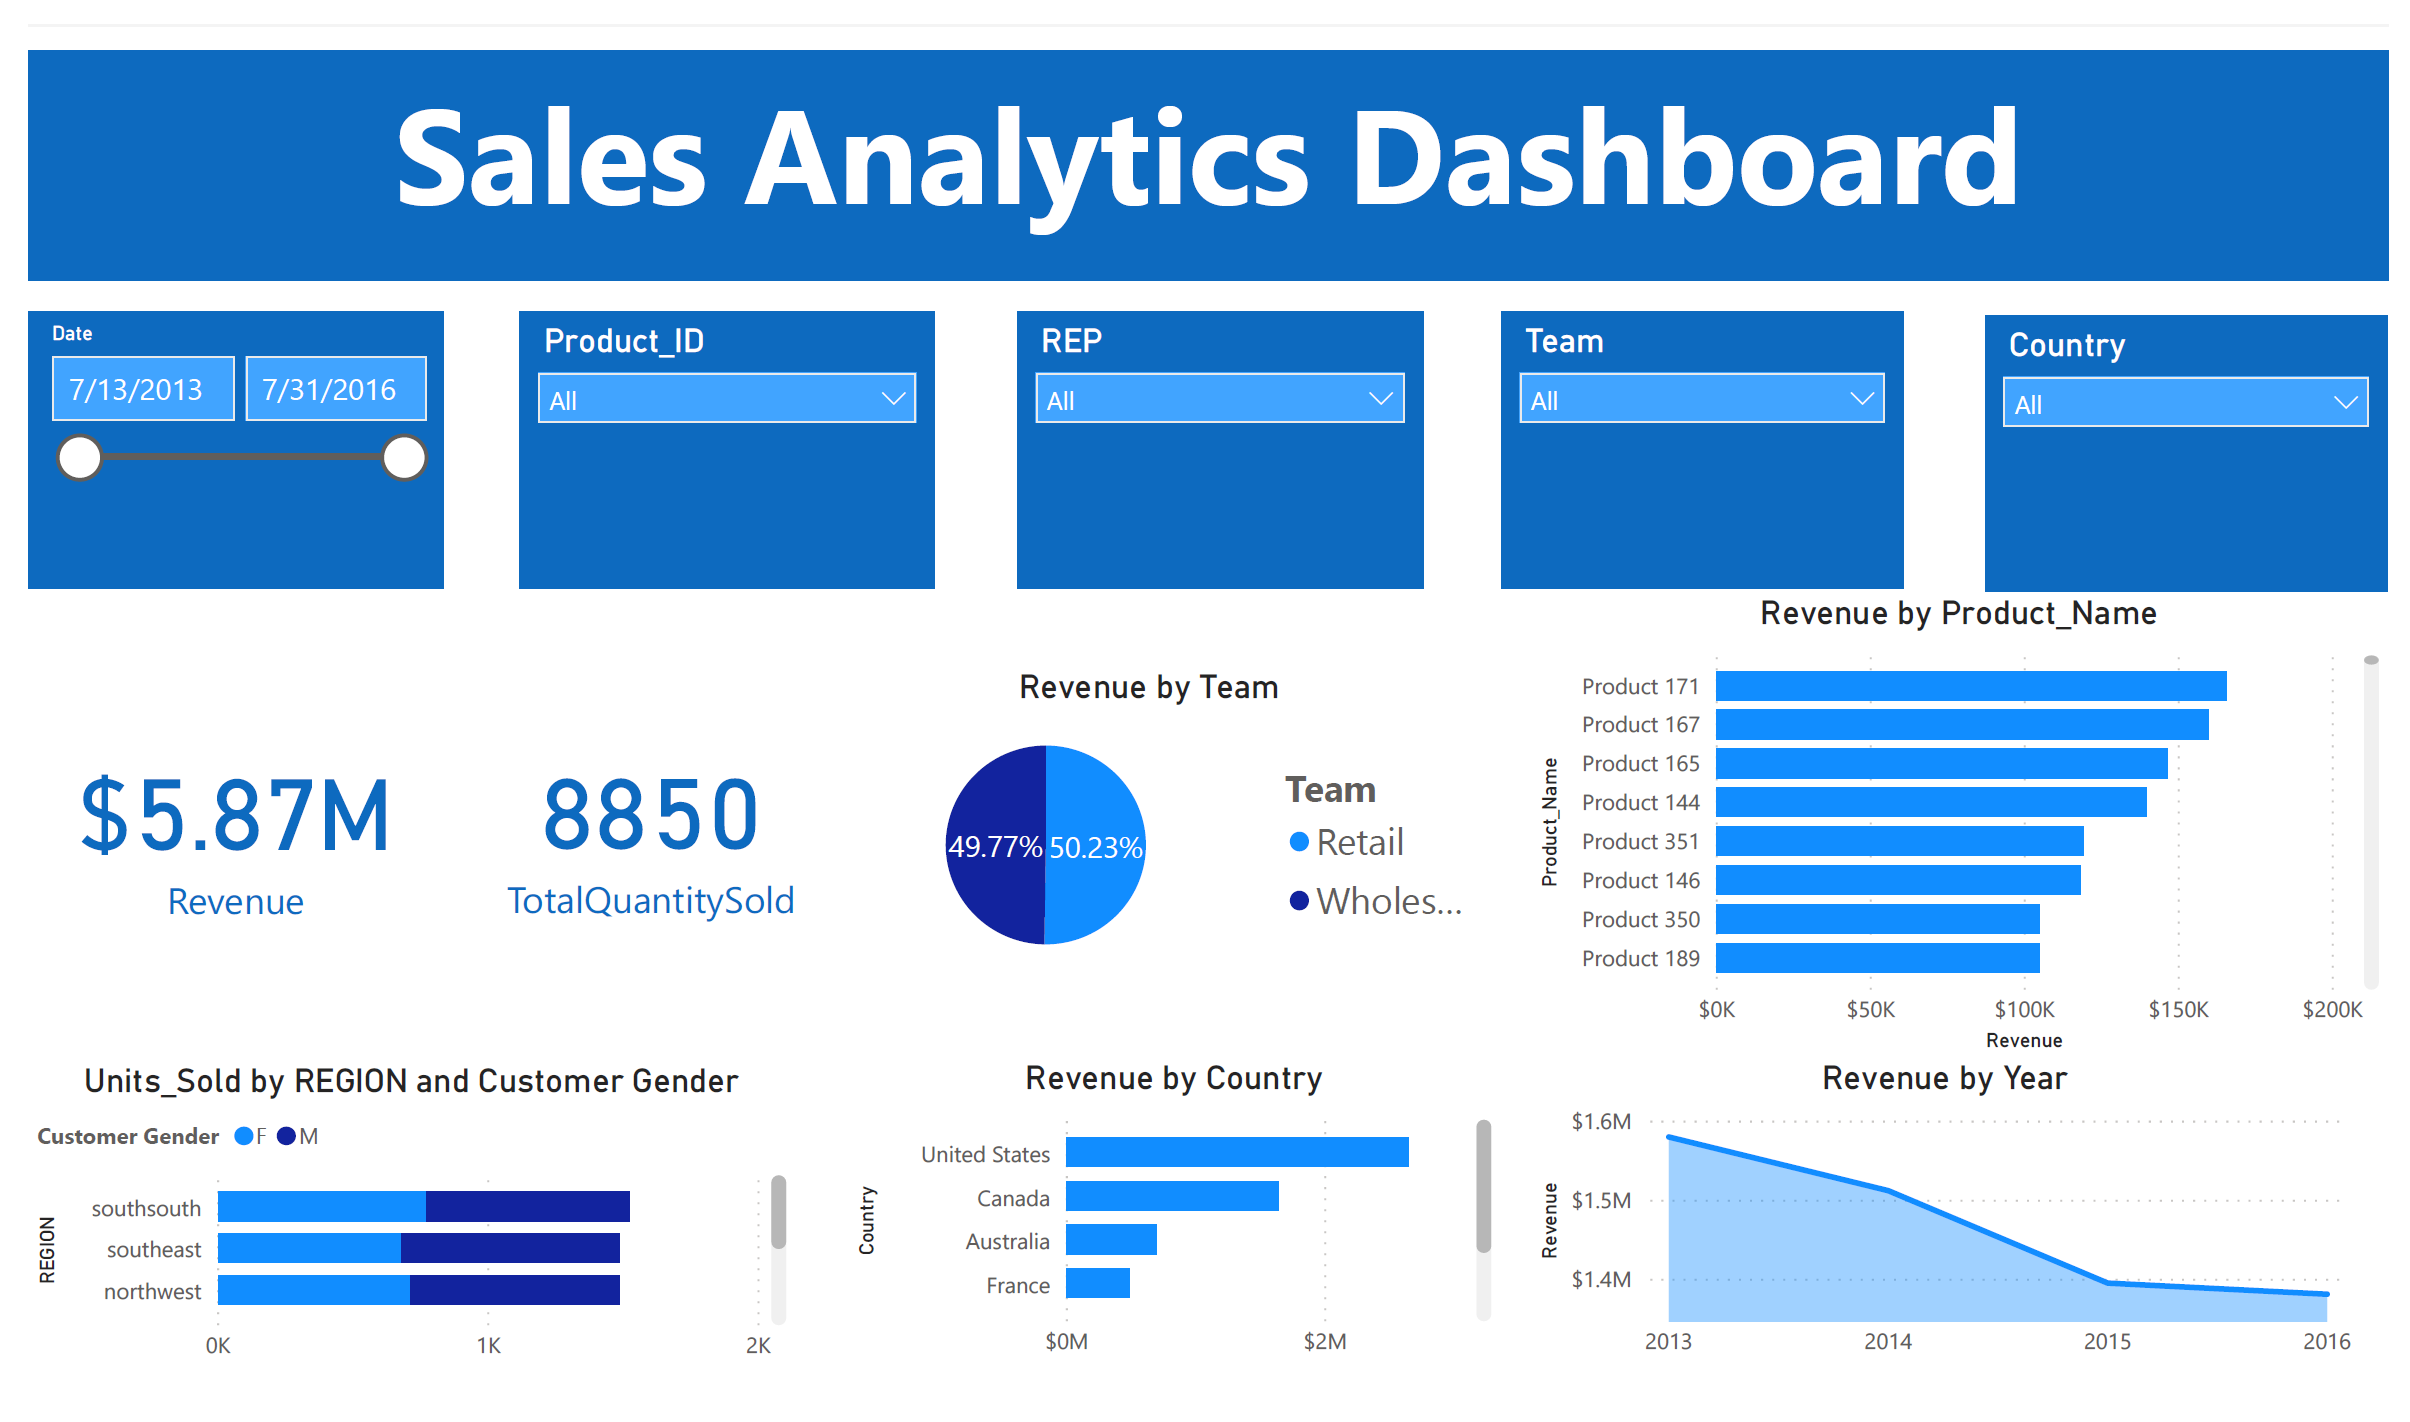 Sales Analytics Dashboard
Date
7/13/2013 7/31/2016
Product_ID
All
REP
All
Team
All
Country
All
$5.87M
Revenue
8850
TotalQuantitySold
Revenue by Team
49.77% 50.23%
Team
Retail
Wholes...
Revenue by Product_Name
Product_Name
Product 171
Product 167
Product 165
Product 144
Product 351
Product 146
Product 350
Product 189
$0K $50K $100K $150K $200K
Revenue
Units_Sold by REGION and Customer Gender
Customer Gender F M
REGION
southsouth
southeast
northwest
0K 1K 2K
Revenue by Country
Country
United States
Canada
Australia
France
$0M $2M
Revenue by Year
Revenue
$1.6M
$1.5M
$1.4M
2013 2014 2015 2016